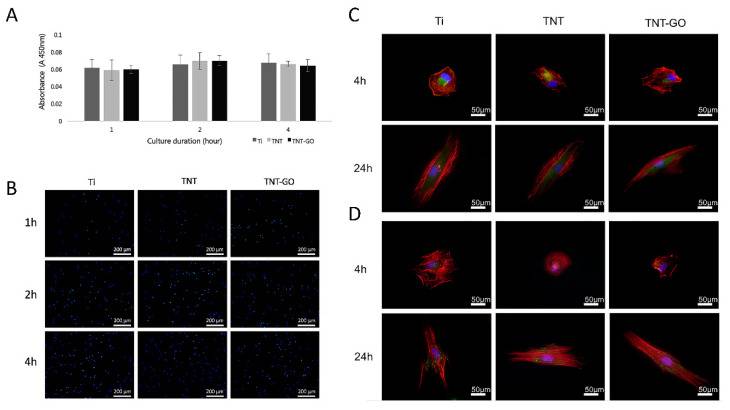 A
Absorbance (A 450nm)
0.1
0.08
0.06
0.04
0.02
0
1
2
4
Culture duration (hour)
Ti
TNT
TNT-GO
B
Ti
TNT
TNT-GO
1h
200 μm
200 μm
200 μm
2h
200 μm
200 μm
200 μm
4h
200 μm
200 μm
200 μm
C
Ti
TNT
TNT-GO
4h
50μm
50μm
50μm
24h
50μm
50μm
50μm
D
4h
50μm
50μm
50μm
24h
50μm
50μm
50μm